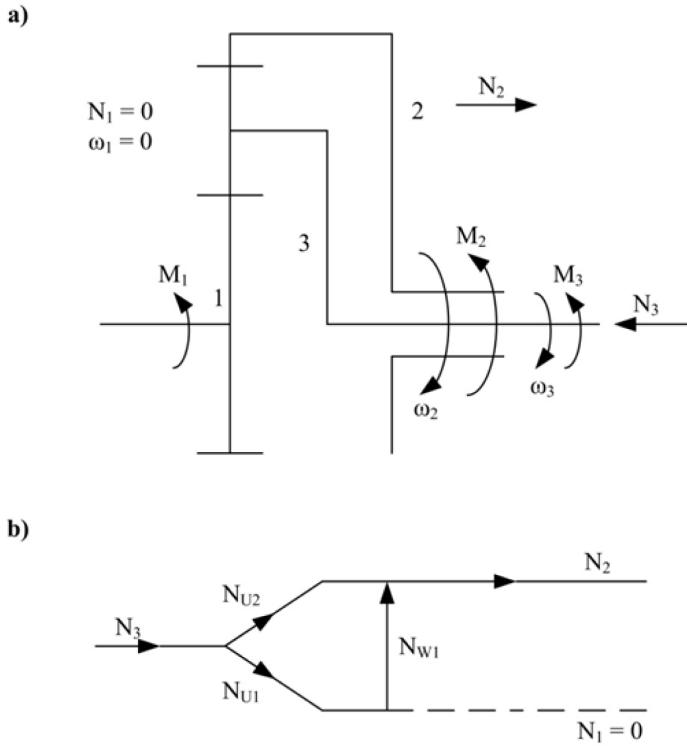 a)
N₁ = 0
ω₁ = 0
N₂
2
3
M₁
1
M₂
M₃
N₃
ω₂
ω₃
b)
N₃
N_U2
N_U1
N_W1
N₂
N₁ = 0